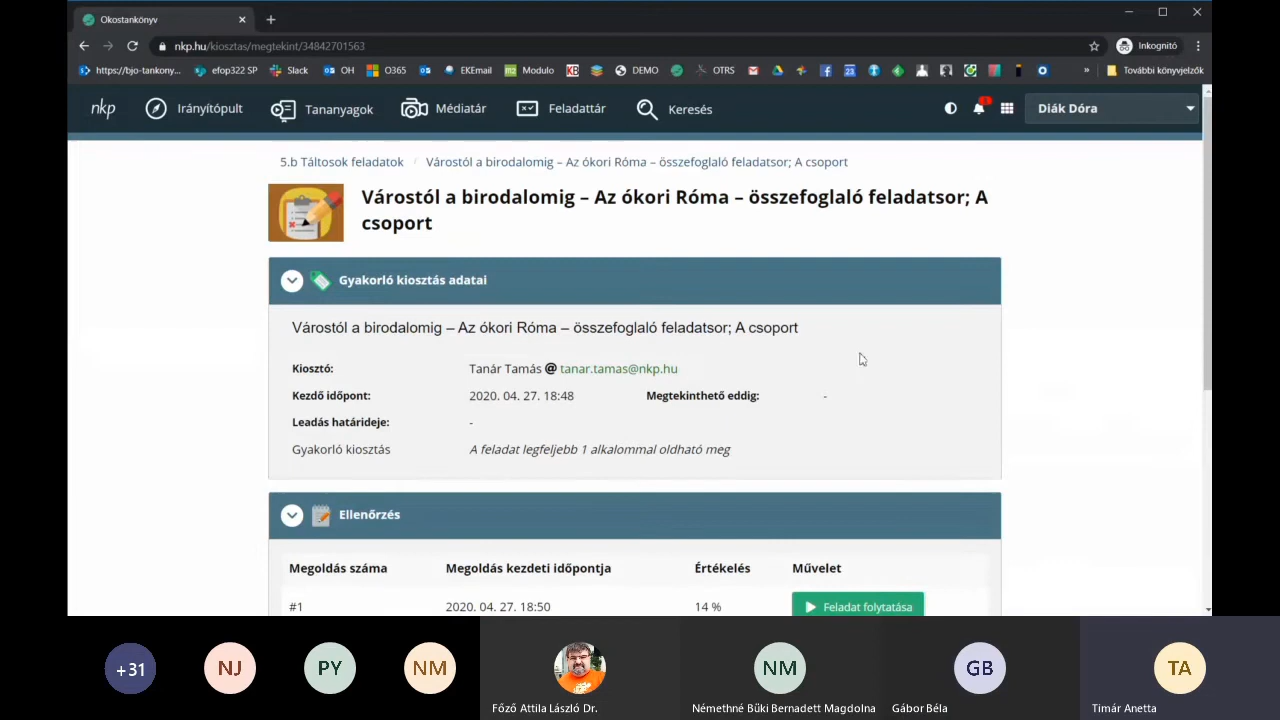 Okostankönyv
nkp.hu/kiosztas/megtekint/34842701563
Inkognitó
https://bjo-tankony...
efop322 SP
Slack
OH
O365
EKEmail
Modulo
DEMO
OTRS
»
További könyvjelzők
nkp
Irányítópult
Tananyagok
Médiatár
Feladattár
Keresés
Diák Dóra
5.b Táltosok feladatok / Várostól a birodalomig – Az ókori Róma – összefoglaló feladatsor; A csoport
Várostól a birodalomig – Az ókori Róma – összefoglaló feladatsor; A
csoport
Gyakorló kiosztás adatai
Várostól a birodalomig – Az ókori Róma – összefoglaló feladatsor; A csoport
Kiosztó: Tanár Tamás @ tanar.tamas@nkp.hu
Kezdő időpont: 2020. 04. 27. 18:48 Megtekinthető eddig: -
Leadás határideje: -
Gyakorló kiosztás A feladat legfeljebb 1 alkalommal oldható meg
Ellenőrzés
Megoldás száma Megoldás kezdeti időpontja Értékelés Művelet
#1 2020. 04. 27. 18:50 14 % Feladat folytatása
+31
NJ
PY
NM
NM
GB
TA
Főző Attila László Dr.
Némethné Büki Bernadett Magdolna
Gábor Béla
Timár Anetta